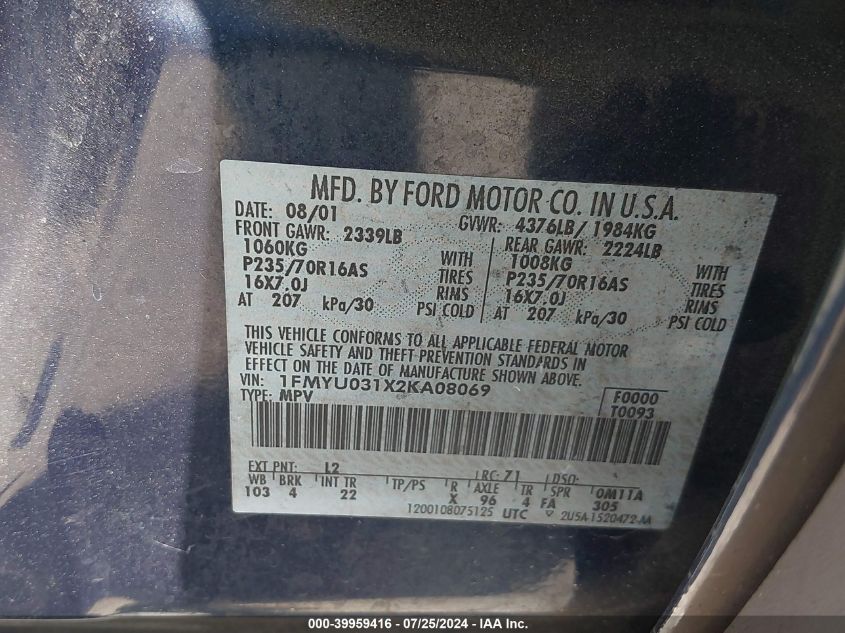 MFD. BY FORD MOTOR CO. IN U.S.A.
DATE: 08/01 GVWR: 4376LB/ 1984KG
FRONT GAWR: 2339LB REAR GAWR: 2224LB
1060KG WITH 1008KG WITH
P235/70R16AS TIRES P235/70R16AS TIRES
16X7.0J RIMS 16X7.0J RIMS
AT 207 kPa/30 PSI COLD AT 207 kPa/30 PSI COLD
THIS VEHICLE CONFORMS TO ALL APPLICABLE FEDERAL MOTOR
VEHICLE SAFETY AND THEFT PREVENTION STANDARDS IN
EFFECT ON THE DATE OF MANUFACTURE SHOWN ABOVE.
VIN: 1FMYU031X2KA08069 F0000
TYPE: MPV T0093
EXT PNT: L2 RC: 71 DSO:
WB BRK INT TR TP/PS R AXLE TR SPR 0M11A
103 4 22 X 96 4 FA 305
1200108075125 UTC 2U5A-1520472-AA
000-39959416 / 07/25/2024 / © IAA Inc.